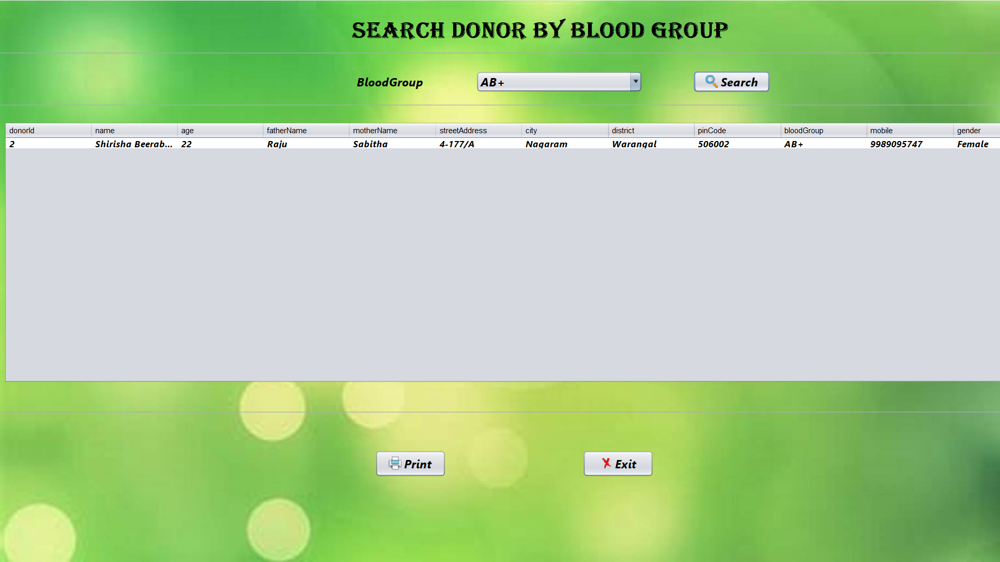 SEARCH DONOR BY BLOOD GROUP
BloodGroup AB+ Search
donorId name age fatherName motherName streetAddress city district pinCode bloodGroup mobile gender
2 Shirisha Beerab... 22 Raju Sabitha 4-177/A Nagaram Warangal 506002 AB+ 9989095747 Female
Print Exit